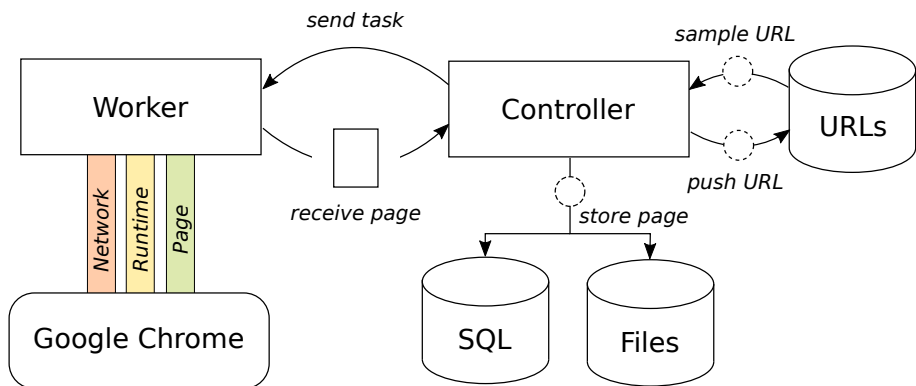 send task
sample URL
Worker
Controller
URLs
receive page
push URL
store page
Network
Runtime
Page
Google Chrome
SQL
Files